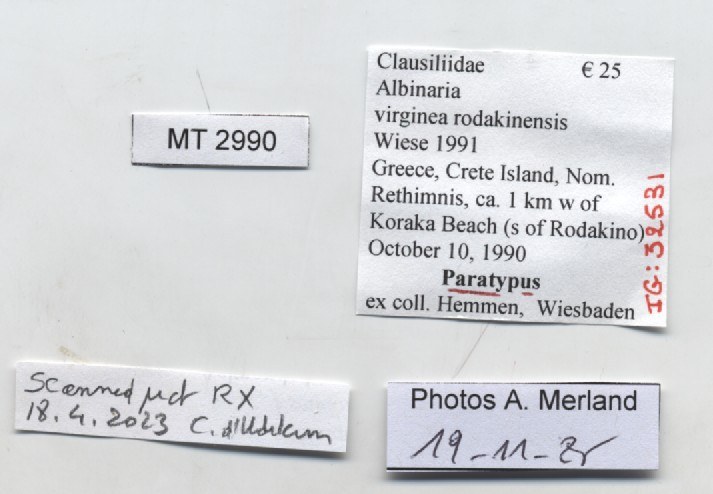 Clausiliidae € 25
Albinaria
virginea rodakinensis
Wiese 1991
Greece, Crete Island, Nom.
Rethimnis, ca. 1 km w of
Koraka Beach (s of Rodakino)
October 10, 1990
Paratypus
ex coll. Hemmen, Wiesbaden
IG: 32531
MT 2990
Scanned µct RX
18.4.2023 C.
Photos A. Merland
19-11-